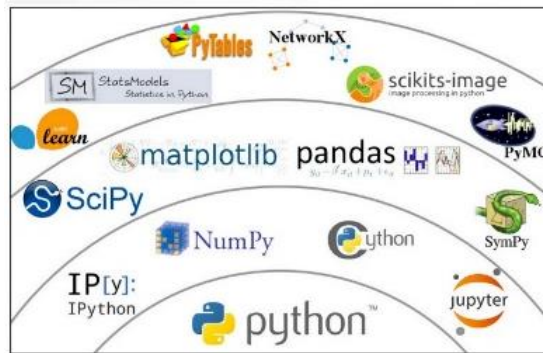 PyTables
NetworkX
SM StatsModels
Statistics in Python
scikits-image
image processing in python
learn
matplotlib
pandas
PyMC
SciPy
NumPy
Cython
SymPy
IP[y]:
IPython
python™
jupyter